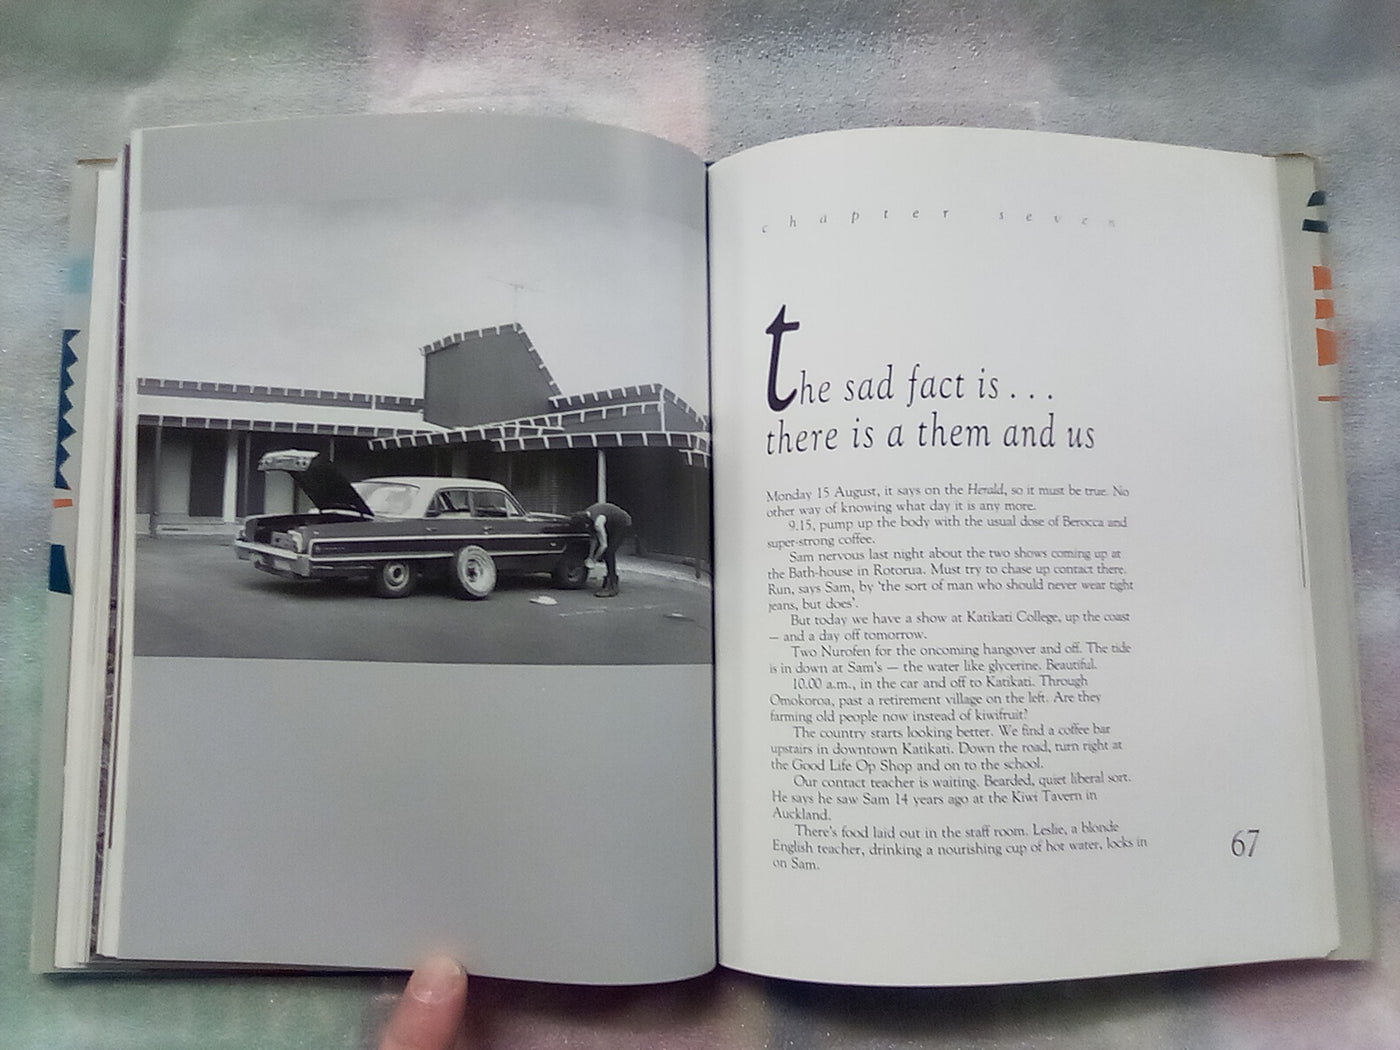 chapter seven
the sad fact is . . .
there is a them and us
Monday 15 August, it says on the Herald, so it must be true. No
other way of knowing what day it is any more.
9.15, pump up the body with the usual dose of Berocca and
super-strong coffee.
Sam nervous last night about the two shows coming up at
the Bath-house in Rotorua. Must try to chase up contact there.
Run, says Sam, by 'the sort of man who should never wear tight
jeans, but does'.
But today we have a show at Katikati College, up the coast
— and a day off tomorrow.
Two Nurofen for the oncoming hangover and off. The tide
is in down at Sam's — the water like glycerine. Beautiful.
10.00 a.m., in the car and off to Katikati. Through
Omokoroa, past a retirement village on the left. Are they
farming old people now instead of kiwifruit?
The country starts looking better. We find a coffee bar
upstairs in downtown Katikati. Down the road, turn right at
the Good Life Op Shop and on to the school.
Our contact teacher is waiting. Bearded, quiet liberal sort.
He says he saw Sam 14 years ago at the Kiwi Tavern in
Auckland.
There's food laid out in the staff room. Leslie, a blonde
English teacher, drinking a nourishing cup of hot water, locks in
on Sam.
67